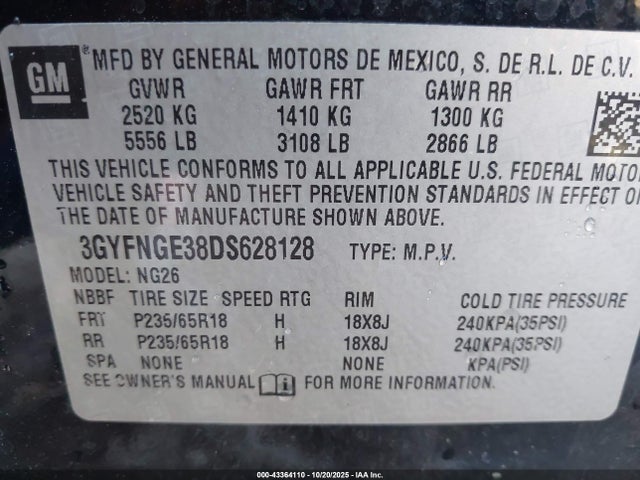 GM
®
MFD BY GENERAL MOTORS DE MEXICO, S. DE R.L. DE C.V.
GVWR GAWR FRT GAWR RR
2520 KG 1410 KG 1300 KG
5556 LB 3108 LB 2866 LB
THIS VEHICLE CONFORMS TO ALL APPLICABLE U.S. FEDERAL MOTOR
VEHICLE SAFETY AND THEFT PREVENTION STANDARDS IN EFFECT
THE DATE OF MANUFACTURE SHOWN ABOVE.
3GYFNGE38DS628128 TYPE: M.P.V.
MODEL: NG26
NBBF TIRE SIZE SPEED RTG RIM COLD TIRE PRESSURE
FRT P235/65R18 H 18X8J 240KPA(35PSI)
RR P235/65R18 H 18X8J 240KPA(35PSI)
SPA NONE NONE KPA(PSI)
SEE OWNER'S MANUAL i FOR MORE INFORMATION.
000-43364110 - 10/20/2025 - IAAI.COM